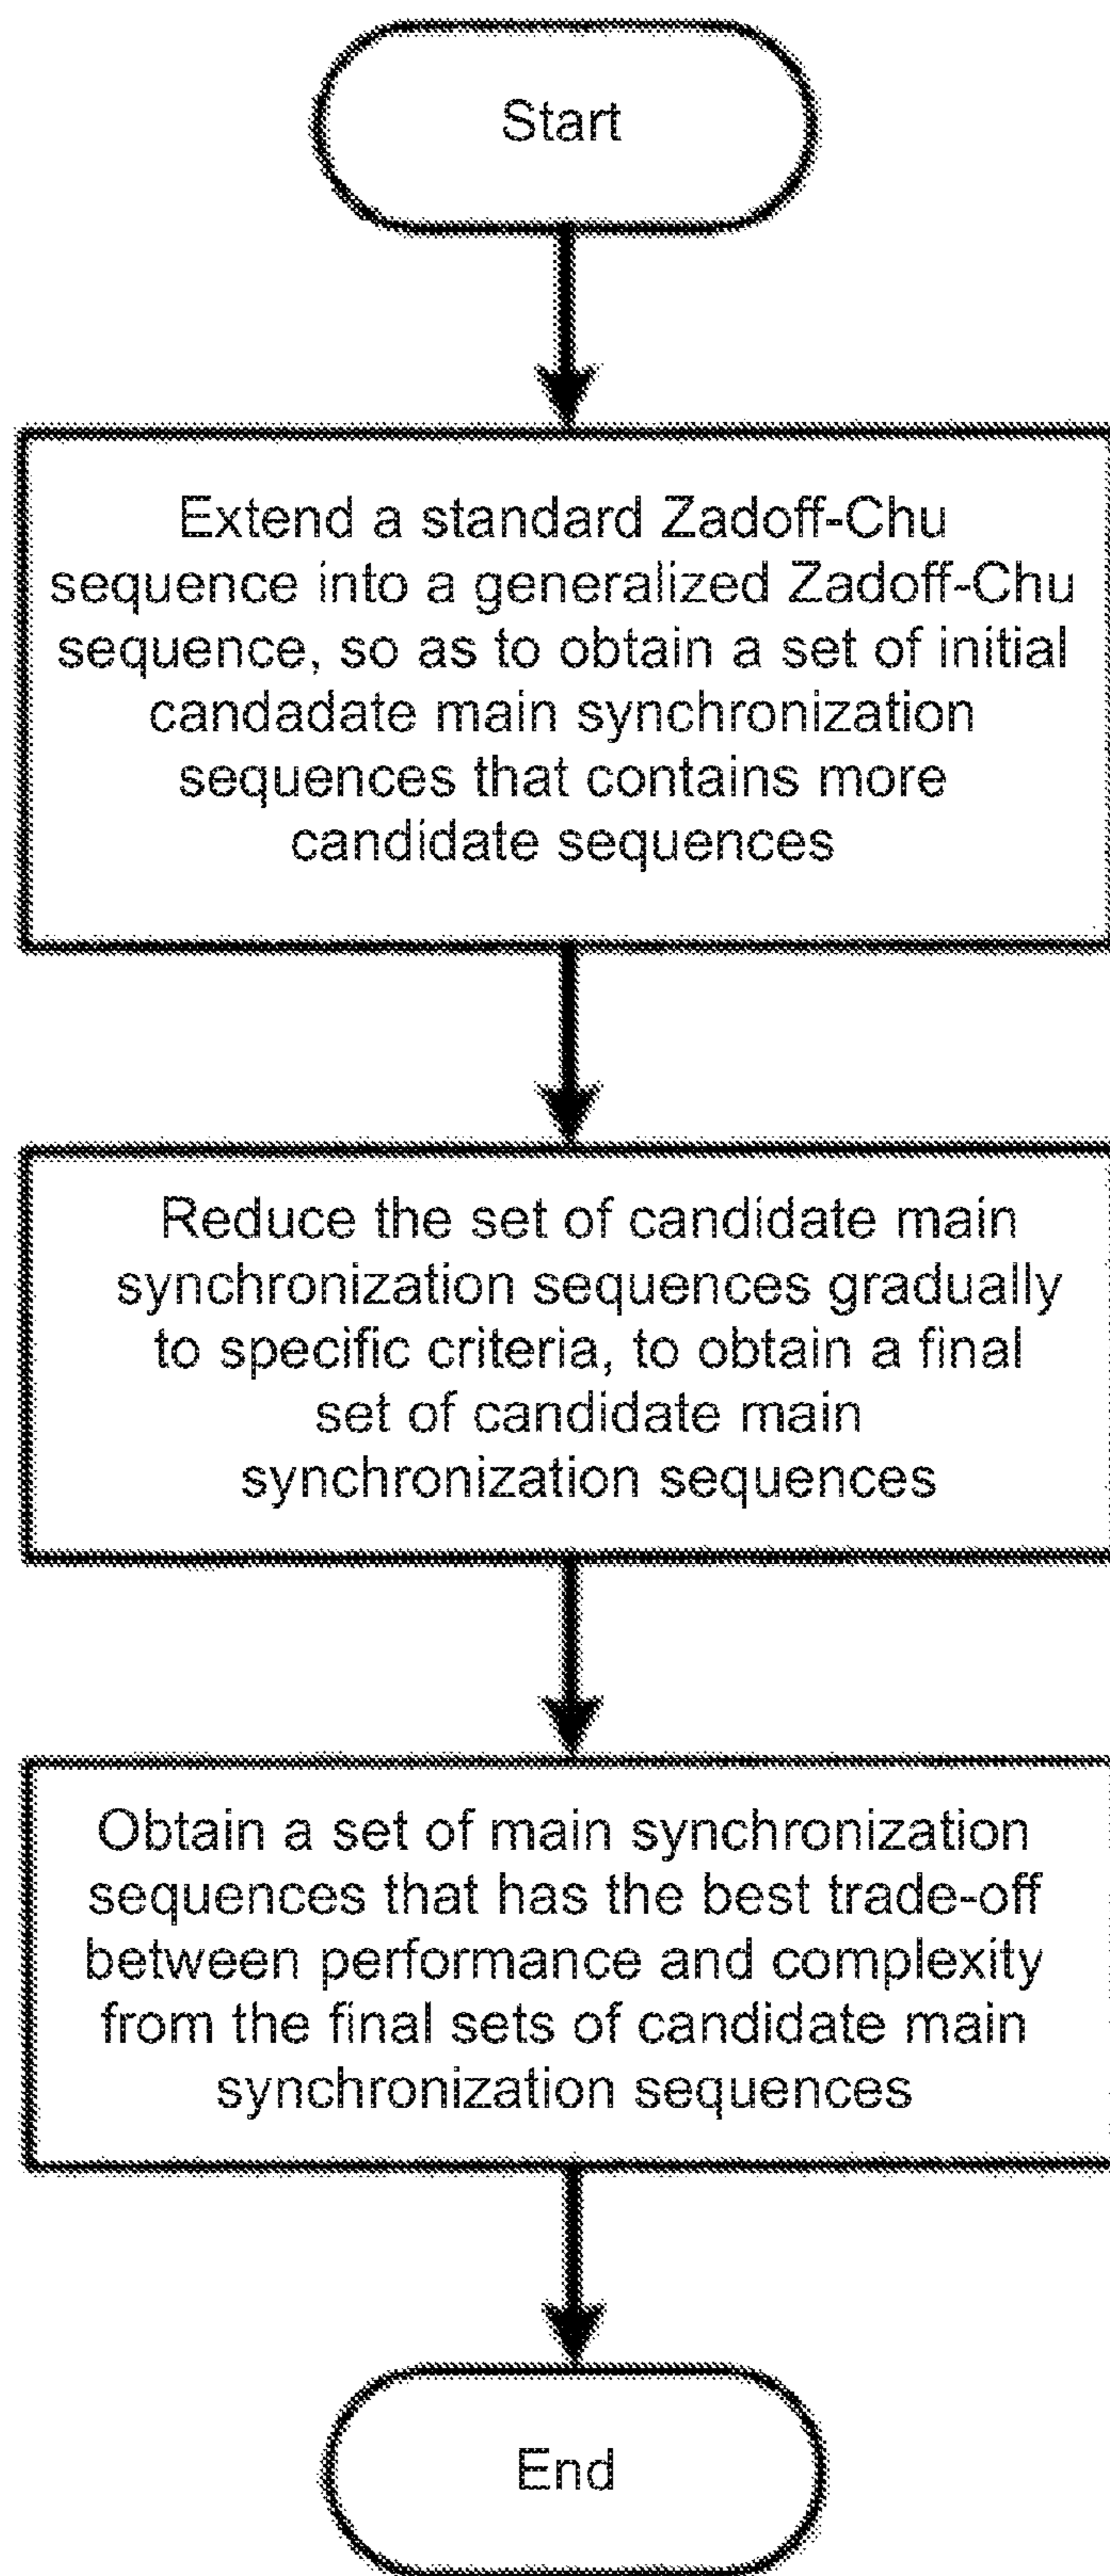 Start
Extend a standard Zadoff-Chu
sequence into a generalized Zadoff-Chu
sequence, so as to obtain a set of initial
candadate main synchronization
sequences that contains more
candidate sequences
Reduce the set of candidate main
synchronization sequences gradually
to specific criteria, to obtain a final
set of candidate main
synchronization sequences
Obtain a set of main synchronization
sequences that has the best trade-off
between performance and complexity
from the final sets of candidate main
synchronization sequences
End